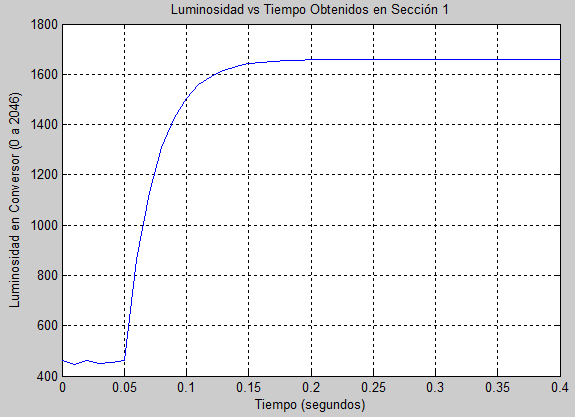 Luminosidad vs Tiempo Obtenidos en Sección 1
Luminosidad en Conversor (0 a 2046)
1800
1600
1400
1200
1000
800
600
400
0 0.05 0.1 0.15 0.2 0.25 0.3 0.35 0.4
Tiempo (segundos)